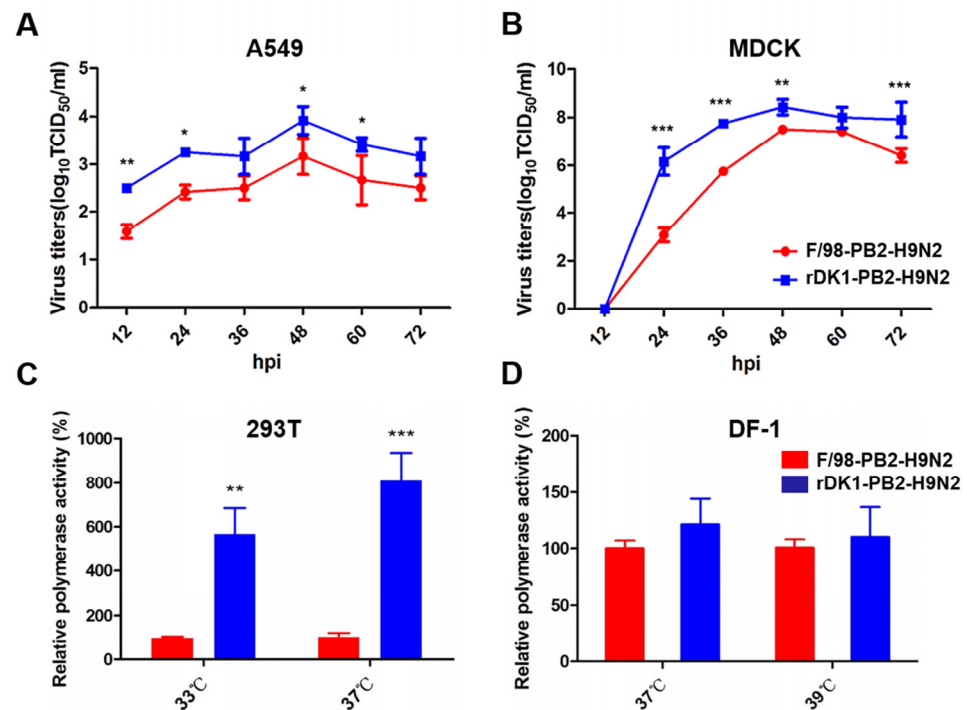 A
A549
Virus titers(log₁₀TCID₅₀/ml)
5
4
3
2
1
0
**
*
*
*
12
24
36
48
60
72
hpi
B
MDCK
Virus titers(log₁₀TCID₅₀/ml)
10
8
6
4
2
0
***
***
**
***
F/98-PB2-H9N2
rDK1-PB2-H9N2
12
24
36
48
60
72
hpi
C
293T
Relative polymerase activity (%)
1000
800
600
400
200
0
**
***
33℃
37℃
D
DF-1
Relative polymerase activity (%)
200
150
100
50
0
F/98-PB2-H9N2
rDK1-PB2-H9N2
37℃
39℃